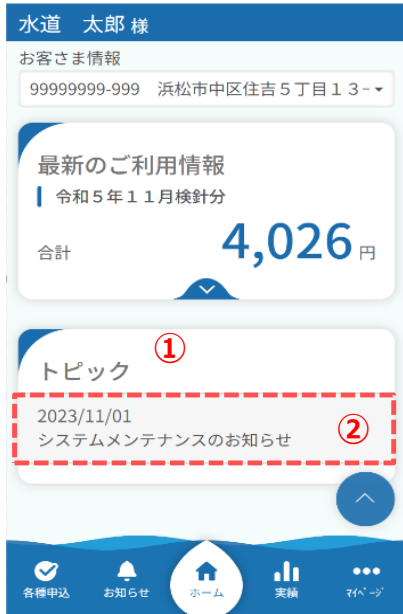 水道　太郎 様
お客さま情報
99999999-999　浜松市中区住吉５丁目１３-
最新のご利用情報
令和５年１１月検針分
合計 4,026 円
①
トピック
2023/11/01
システムメンテナンスのお知らせ
②
各種申込 お知らせ ホーム 実績 ﾏｲﾍﾟｰｼﾞ